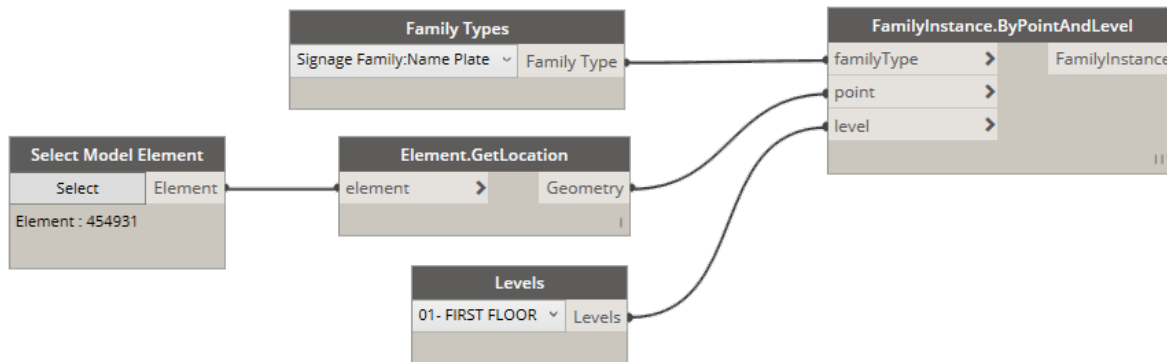 Family Types
Signage Family:Name Plate
Family Type
FamilyInstance.ByPointAndLevel
familyType
FamilyInstance
point
level
Select Model Element
Select
Element
Element : 454931
Element.GetLocation
element
Geometry
Levels
01- FIRST FLOOR
Levels